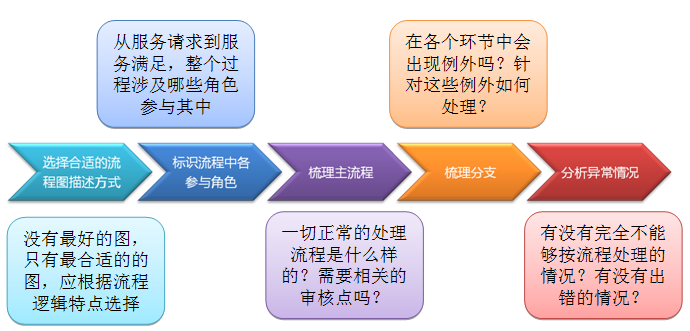 从服务请求到服
务满足，整个过
程涉及哪些角色
参与其中
在各个环节中会
出现例外吗？针
对这些例外如何
处理？
选择合适的流
程图描述方式
标识流程中各
参与角色
梳理主流程
梳理分支
分析异常情况
没有最好的图，
只有最合适的的
图，应根据流程
逻辑特点选择
一切正常的处理
流程是什么样
的？需要相关的
审核点吗？
有没有完全不能
够按流程处理的
情况？有没有出
错的情况？